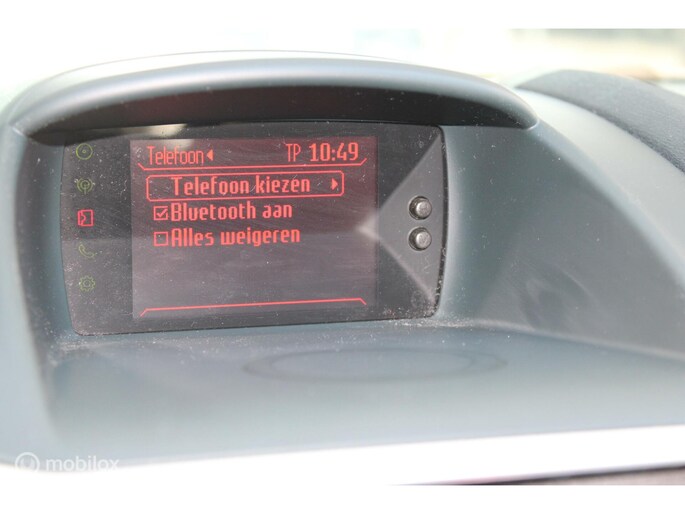 Telefoon TP 10:49
Telefoon kiezen
Bluetooth aan
Alles weigeren
mobilox